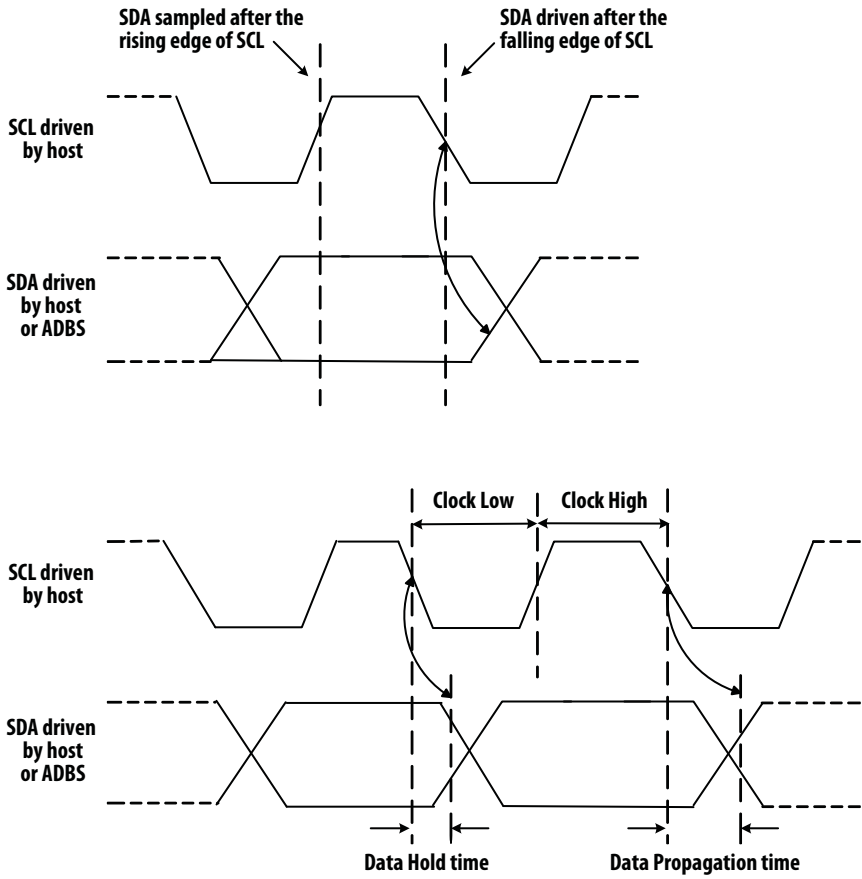 SDA sampled after the
rising edge of SCL
SDA driven after the
falling edge of SCL
SCL driven
by host
SDA driven
by host
or ADBS
Clock Low
Clock High
SCL driven
by host
SDA driven
by host
or ADBS
Data Hold time
Data Propagation time